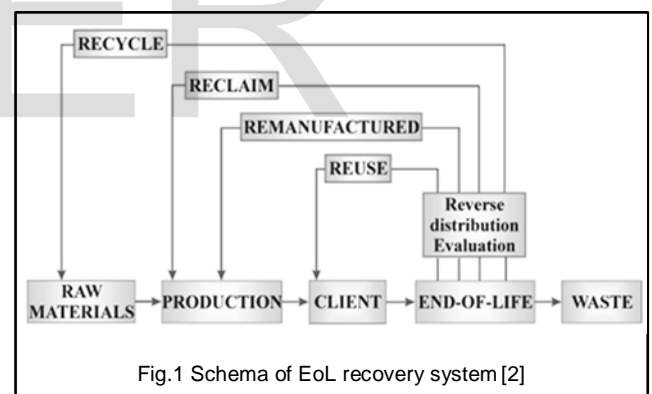 ER
RECYCLE
RECLAIM
REMANUFACTURED
REUSE
Reverse
distribution
Evaluation
RAW
MATERIALS
PRODUCTION
CLIENT
END-OF-LIFE
WASTE
Fig.1 Schema of EoL recovery system [2]